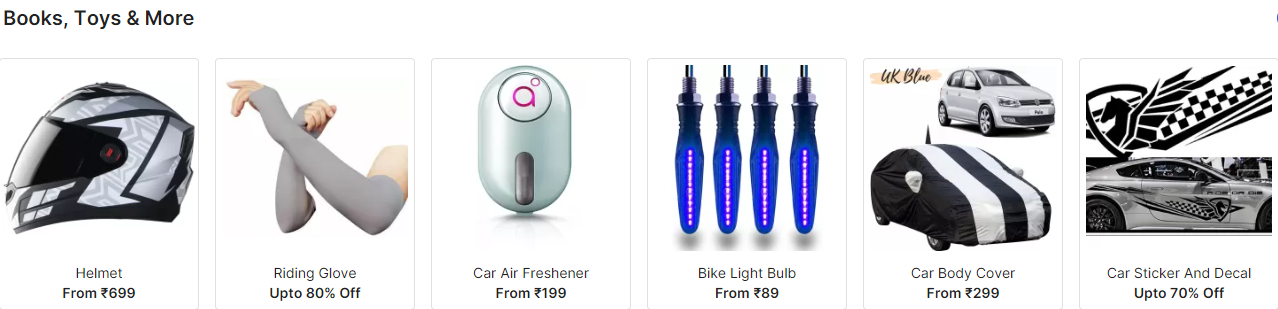 Books, Toys & More
UK Blue
Helmet
From ₹699
Riding Glove
Upto 80% Off
Car Air Freshener
From ₹199
Bike Light Bulb
From ₹89
Car Body Cover
From ₹299
Car Sticker And Decal
Upto 70% Off